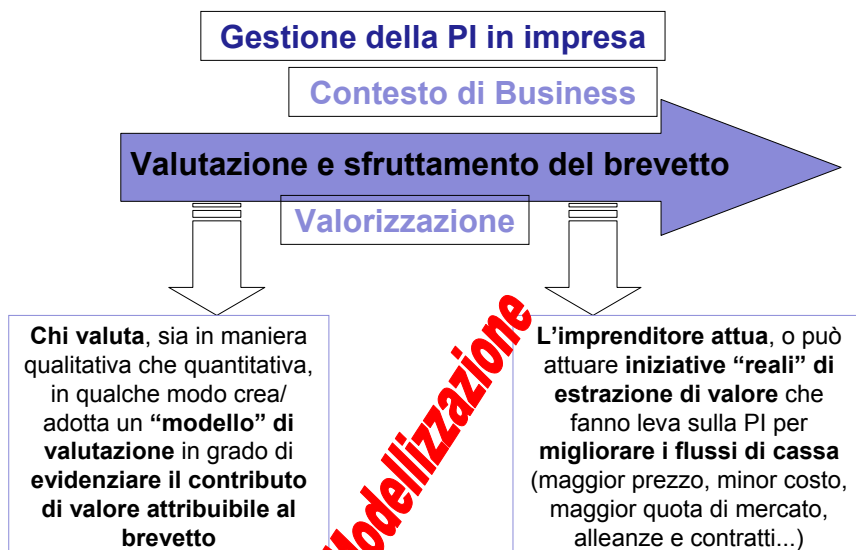 Gestione della PI in impresa
Contesto di Business
Valutazione e sfruttamento del brevetto
Valorizzazione
Chi valuta, sia in maniera
qualitativa che quantitativa,
in qualche modo crea/
adotta un “modello” di
valutazione in grado di
evidenziare il contributo
di valore attribuibile al
brevetto
Modellizzazione
L’imprenditore attua, o può
attuare iniziative “reali” di
estrazione di valore che
fanno leva sulla PI per
migliorare i flussi di cassa
(maggior prezzo, minor costo,
maggior quota di mercato,
alleanze e contratti...)